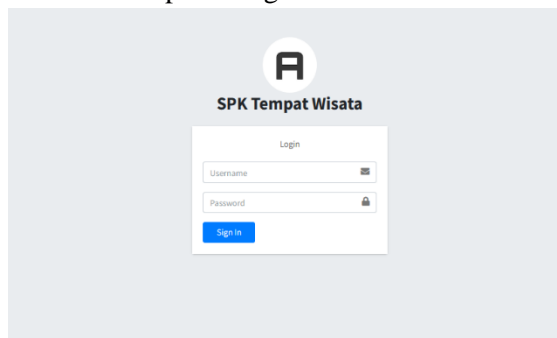 A
SPK Tempat Wisata
Login
Username
Password
Sign In